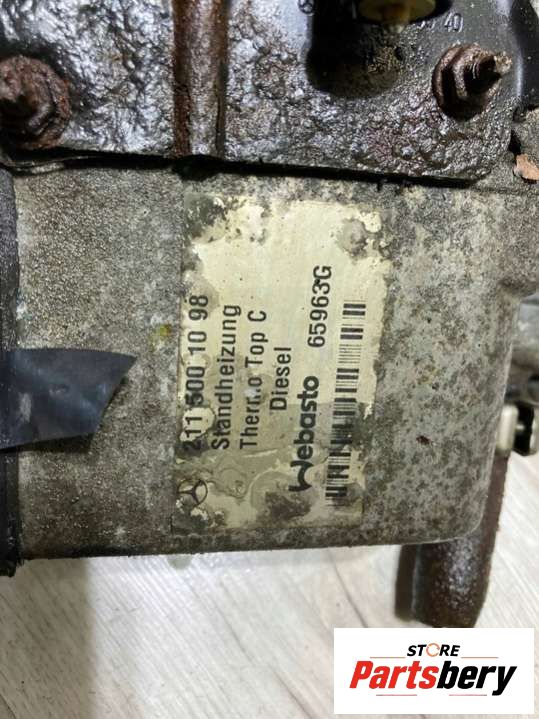 211 500 10 98
Standheizung
Thermo Top C
Diesel
Webasto 65963G
STORE
Partsbery